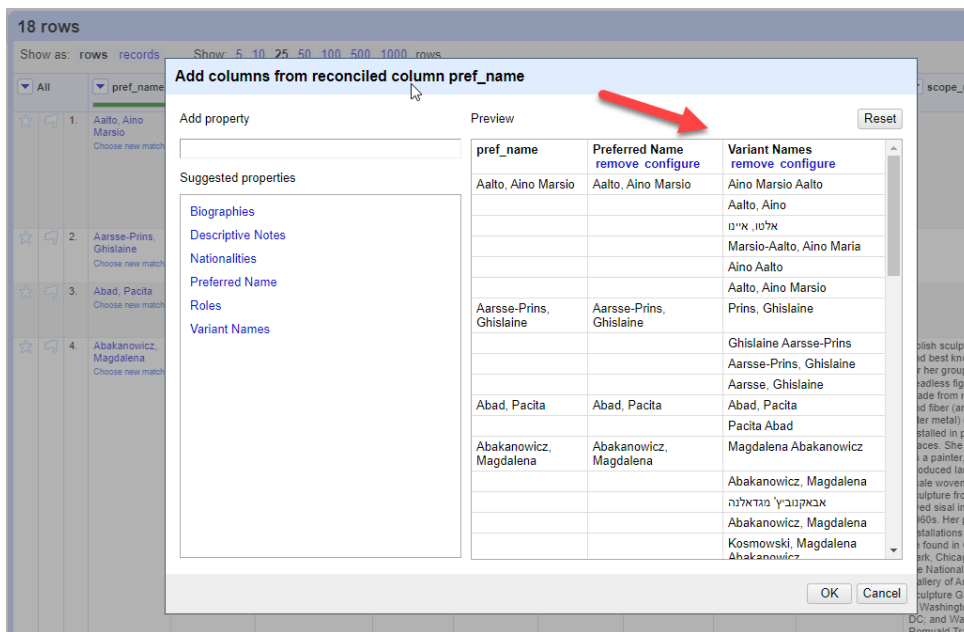 18 rows
Show as: rows records Show: 5 10 25 50 100 500 1000 rows
All
pref_name
1. Aalto, Aino
Marsio
Choose new match
2. Aarsse-Prins,
Ghislaine
Choose new match
3. Abad, Pacita
Choose new match
4. Abakanowicz,
Magdalena
Choose new match
Add columns from reconciled column pref_name
Add property
Suggested properties
Biographies
Descriptive Notes
Nationalities
Preferred Name
Roles
Variant Names
Preview
Reset
pref_name Preferred Name Variant Names
remove configure remove configure
Aalto, Aino Marsio Aalto, Aino Marsio Aino Marsio Aalto
Aalto, Aino
אלטו, איינו
Marsio-Aalto, Aino Maria
Aino Aalto
Aalto, Aino Marsio
Aarsse-Prins, Aarsse-Prins, Prins, Ghislaine
Ghislaine Ghislaine
Ghislaine Aarsse-Prins
Aarsse-Prins, Ghislaine
Aarsse, Ghislaine
Abad, Pacita Abad, Pacita Abad, Pacita
Pacita Abad
Abakanowicz, Abakanowicz, Magdalena Abakanowicz
Magdalena Magdalena
Abakanowicz, Magdalena
אבאקנוביץ' מגדאלנה
Abakanowicz, Magdalena
Kosmowski, Magdalena
Abakanowicz
OK Cancel